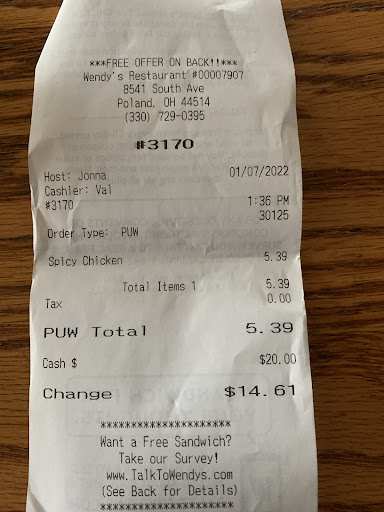 ***FREE OFFER ON BACK!!***
Wendy's Restaurant #00007907
8541 South Ave
Poland, OH 44514
(330) 729-0395
#3170
Host: Jonna 01/07/2022
Cashier: Val
#3170 1:36 PM
30125
Order Type: PUW
Spicy Chicken 5.39
Total Items 1 5.39
Tax 0.00
PUW Total 5.39
Cash $ $20.00
Change $14.61
**********************
Want a Free Sandwich?
Take our Survey!
www.TalkToWendys.com
(See Back for Details)
**********************